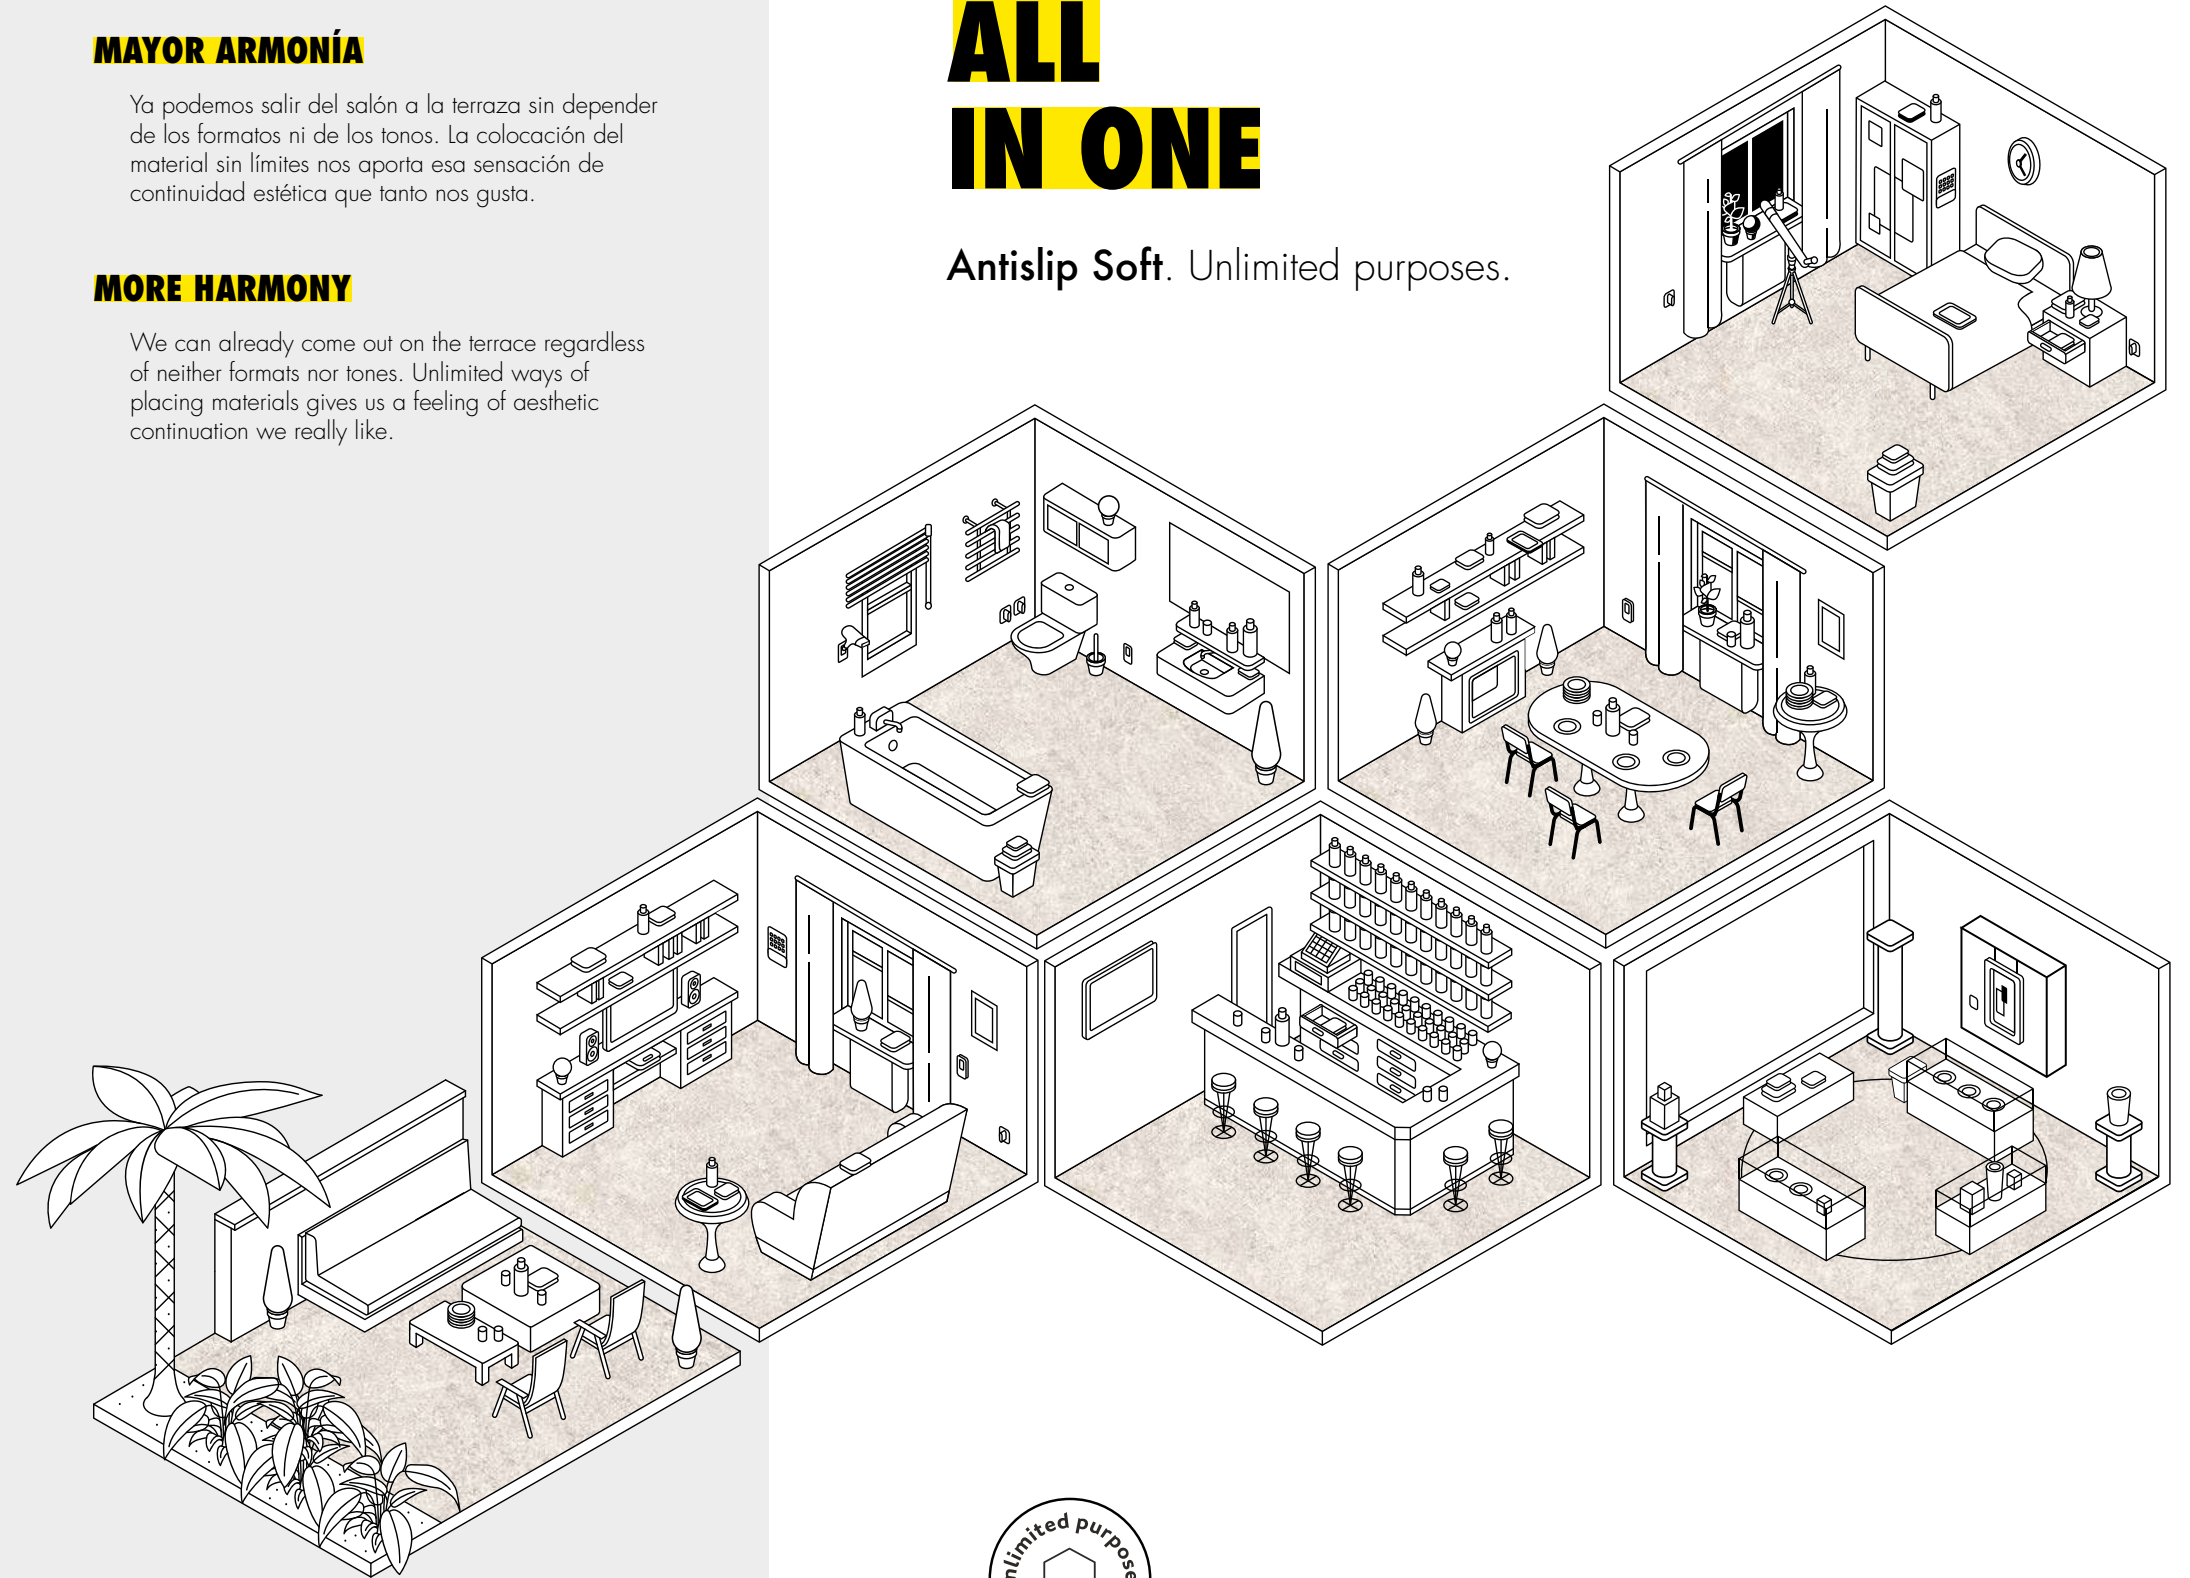 MAYOR ARMONÍA
Ya podemos salir del salón a la terraza sin depender
de los formatos ni de los tonos. La colocación del
material sin límites nos aporta esa sensación de
continuidad estética que tanto nos gusta.
MORE HARMONY
We can already come out on the terrace regardless
of neither formats nor tones. Unlimited ways of
placing materials gives us a feeling of aesthetic
continuation we really like.
ALL
IN ONE
Antislip Soft. Unlimited purposes.
nlimited purpose